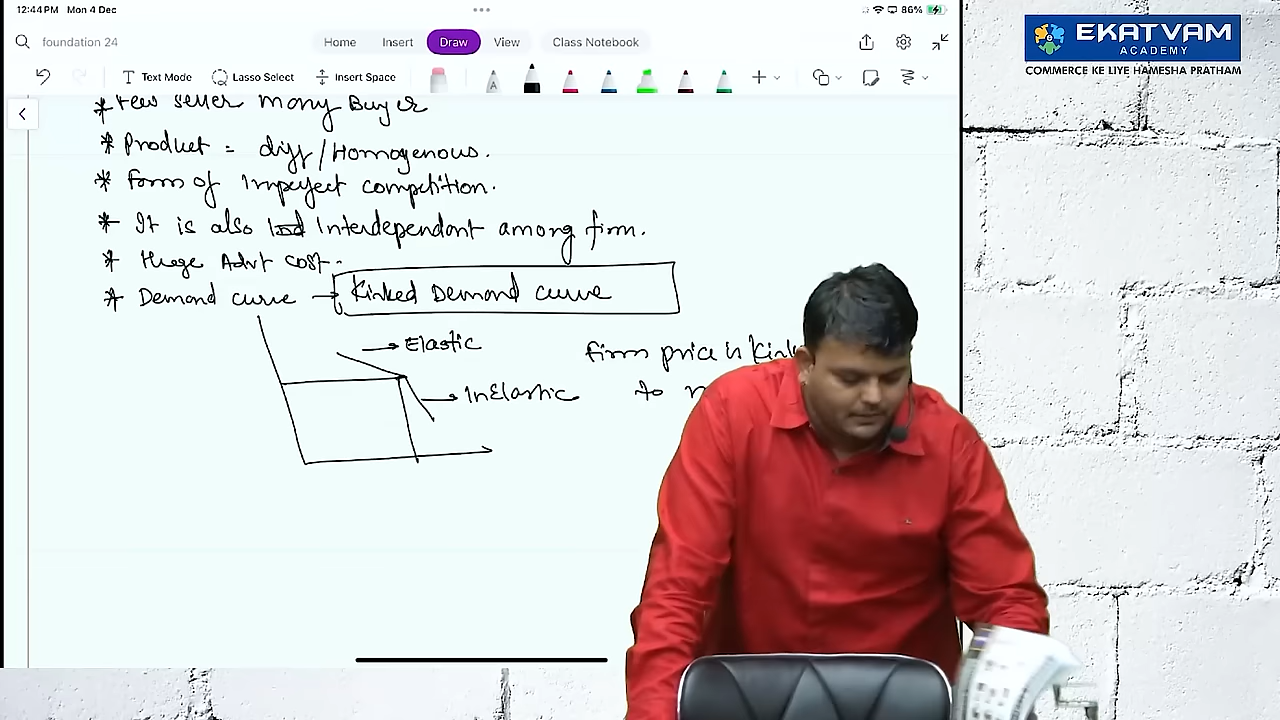 12:44 PM Mon 4 Dec
86%
foundation 24
Home Insert Draw View Class Notebook
Text Mode Lasso Select Insert Space
EKATVAM
ACADEMY
COMMERCE KE LIYE HAMESHA PRATHAM
* Few seller Many Buyer
* Product = diff/Homogenous.
* Form of Imperfect competition.
* It is also Interdependent among firm.
* Huge Advt cost.
* Demand curve → Kinked Demand curve
→ Elastic
→ InElastic
firm price is
to